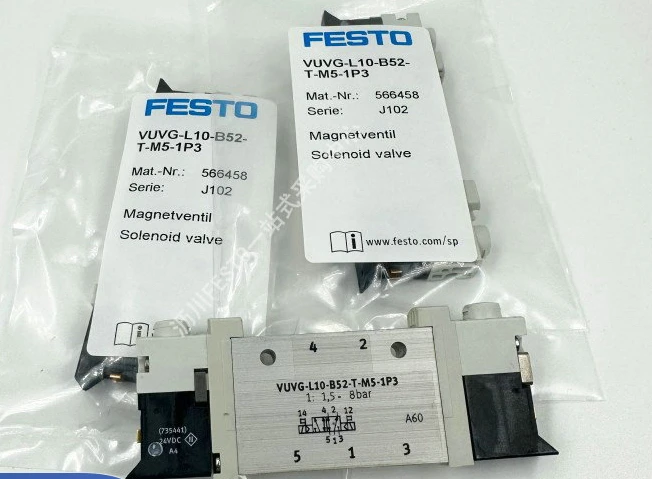 FESTO
VUVG-L10-B52-
T-M5-1P3
Mat.-Nr.: 566458
Serie: J102
Magnetventil
Solenoid valve
i www.festo.com/sp
FESTO
VUVG-L10-B52-
T-M5-1P3
Mat.-Nr.: 566458
Serie: J102
Magnetventil
Solenoid valve
4 2
VUVG-L10-B52-T-M5-1P3
1: 1,5- 8bar
14 4 2 12
5 1 3
A60
5 1 3
(735441)
24VDC
A4